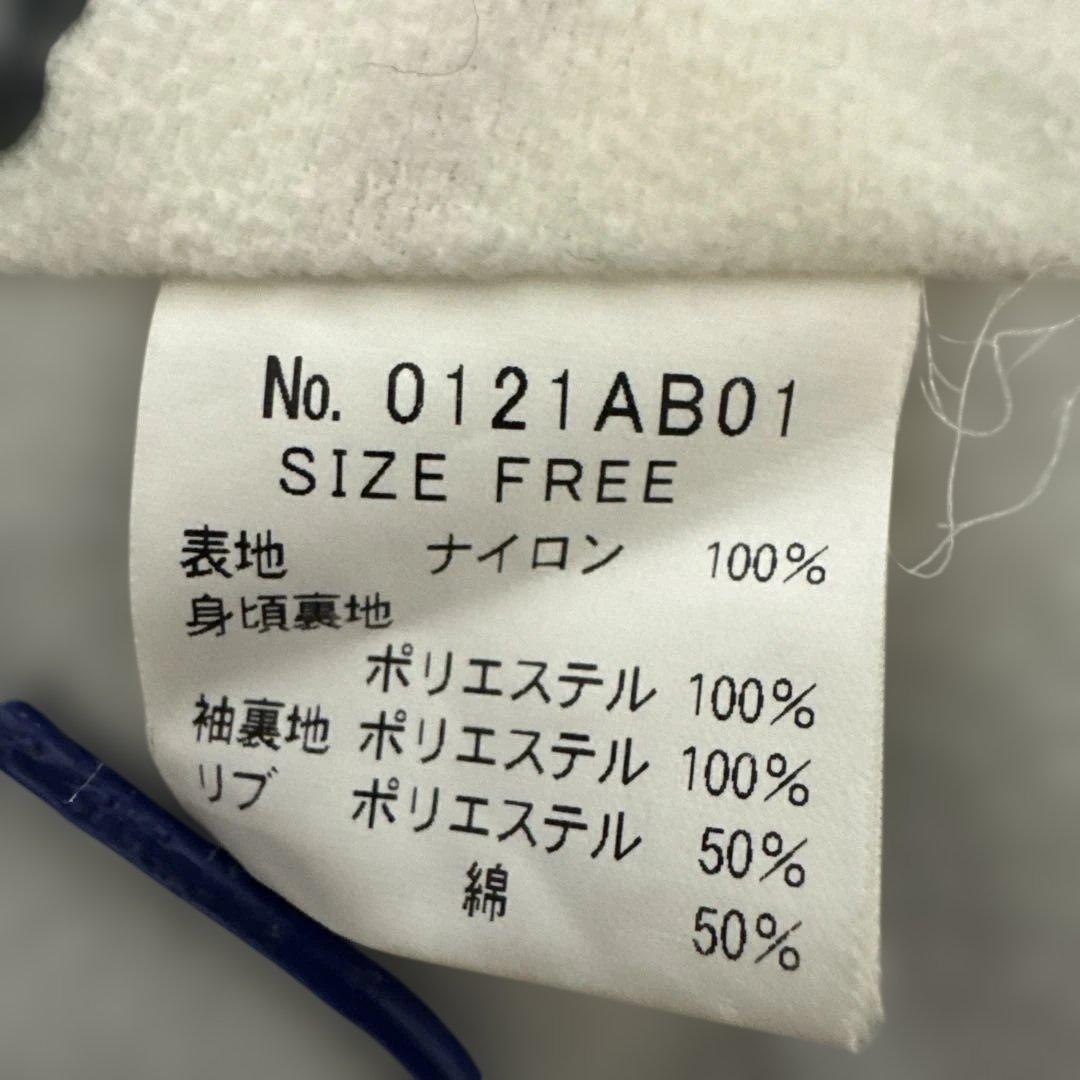 No. 0121AB01
SIZE FREE
表地 ナイロン 100%
身頃裏地
ポリエステル 100%
袖裏地 ポリエステル 100%
リブ ポリエステル 50%
綿 50%